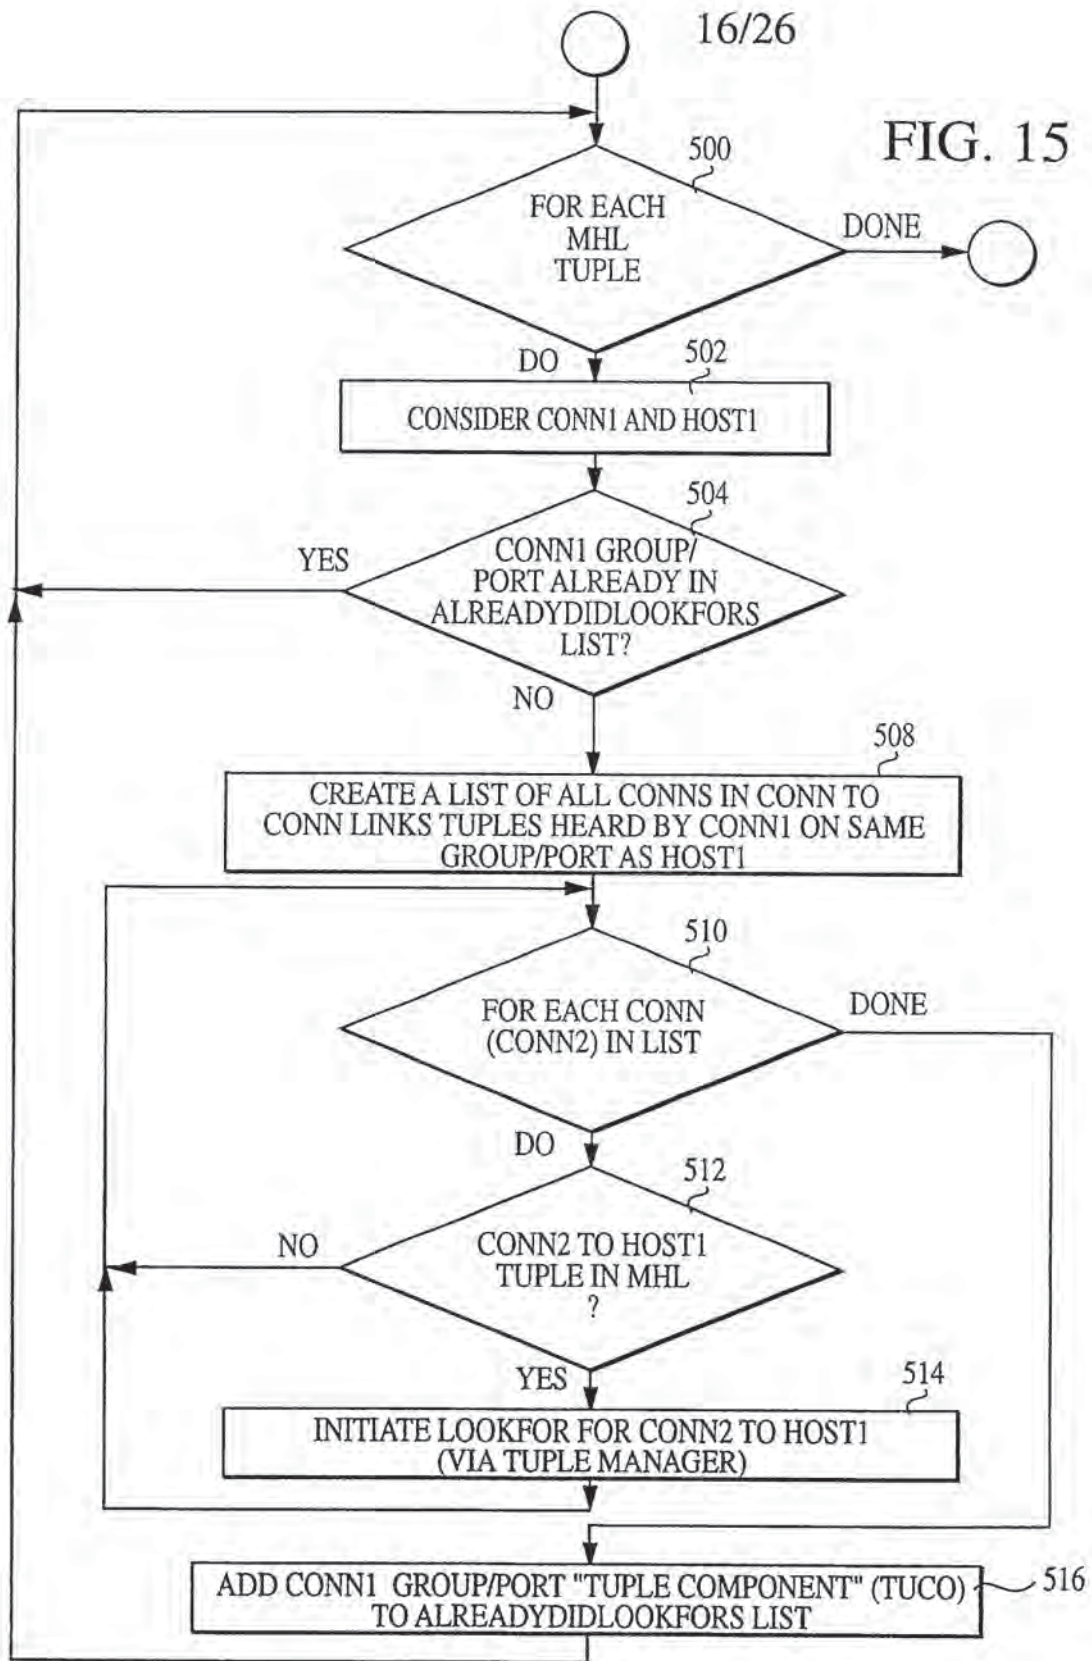 16/26
FIG. 15
500
FOR EACH
MHL
TUPLE
DONE
DO
502
CONSIDER CONN1 AND HOST1
504
YES
CONN1 GROUP/
PORT ALREADY IN
ALREADYDIDLOOKFORS
LIST?
NO
508
CREATE A LIST OF ALL CONNS IN CONN TO
CONN LINKS TUPLES HEARD BY CONN1 ON SAME
GROUP/PORT AS HOST1
510
FOR EACH CONN
(CONN2) IN LIST
DONE
DO
512
NO
CONN2 TO HOST1
TUPLE IN MHL
?
YES
514
INITIATE LOOKFOR FOR CONN2 TO HOST1
(VIA TUPLE MANAGER)
ADD CONN1 GROUP/PORT "TUPLE COMPONENT" (TUCO)
TO ALREADYDIDLOOKFORS LIST
516